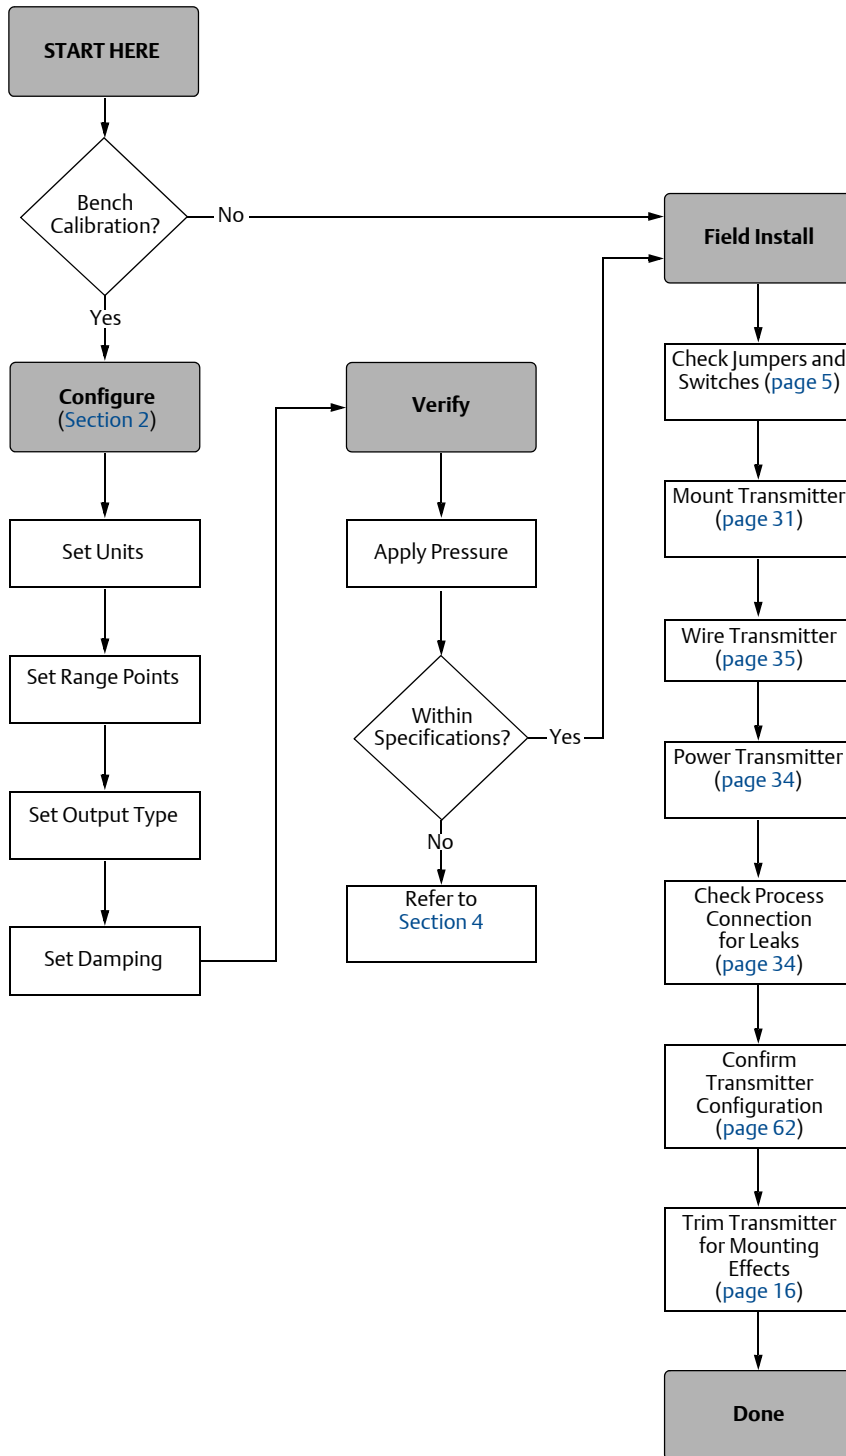 START HERE
Bench
Calibration?
No
Yes
Configure
(Section 2)
Set Units
Set Range Points
Set Output Type
Set Damping
Verify
Apply Pressure
Within
Specifications?
Yes
No
Refer to
Section 4
Field Install
Check Jumpers and
Switches (page 5)
Mount Transmitter
(page 31)
Wire Transmitter
(page 35)
Power Transmitter
(page 34)
Check Process
Connection
for Leaks
(page 34)
Confirm
Transmitter
Configuration
(page 62)
Trim Transmitter
for Mounting
Effects
(page 16)
Done